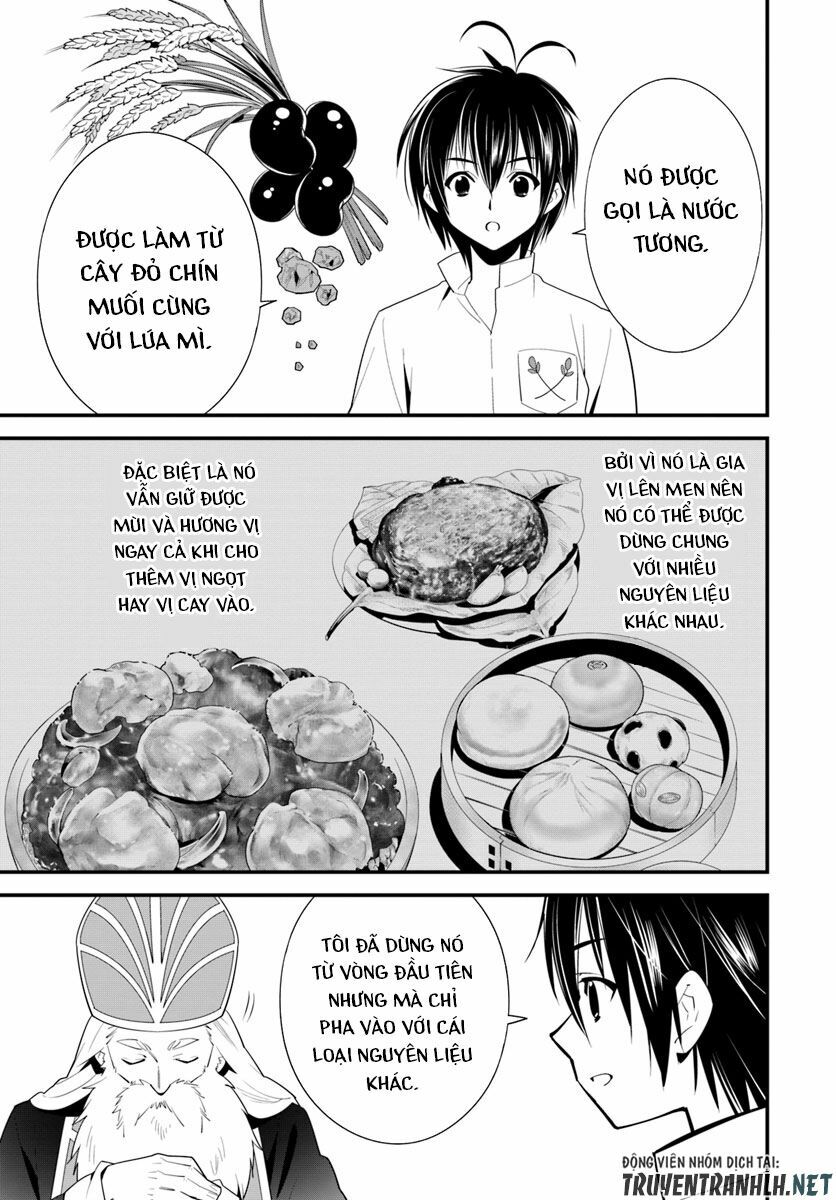 NÓ ĐƯỢC
GỌI LÀ NƯỚC
TƯƠNG.
ĐƯỢC LÀM TỪ
CÂY ĐỎ CHÍN
MUỐI CÙNG
VỚI LÚA MÌ.
BỞI VÌ NÓ LÀ GIA
VỊ LÊN MEN NÊN
NÓ CÓ THỂ ĐƯỢC
DÙNG CHUNG
VỚI NHIỀU
NGUYÊN LIỆU
KHÁC NHAU.
ĐẶC BIỆT LÀ NÓ
VẪN GIỮ ĐƯỢC
MÙI VÀ HƯƠNG VỊ
NGAY CẢ KHI CHO
THÊM VỊ NGỌT
HAY VỊ CAY VÀO.
TÔI ĐÃ DÙNG NÓ
TỪ VÒNG ĐẦU TIÊN
NHƯNG MÀ CHỈ
PHA VÀO VỚI CÁI
LOẠI NGUYÊN LIỆU
KHÁC.
ĐỘNG VIÊN NHÓM DỊCH TẠI:
TRUYENTRANHLH.NET